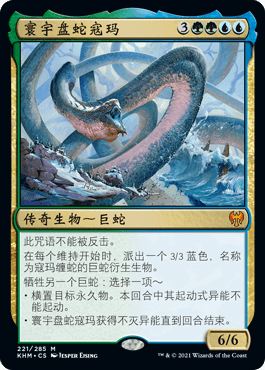 寰宇盘蛇寇玛 3
传奇生物～巨蛇
此咒语不能被反击。
在每个维持开始时，派出一个 3/3 蓝色，名称
为寇玛缠蛇的巨蛇衍生生物。
牺牲另一个巨蛇：选择一项～
• 横置目标永久物。本回合中其起动式异能不
能起动。
• 寰宇盘蛇寇玛获得不灭异能直到回合结束。
6/6
221/285 M
KHM • CS JESPER EJSING
™ & © 2021 Wizards of the Coast